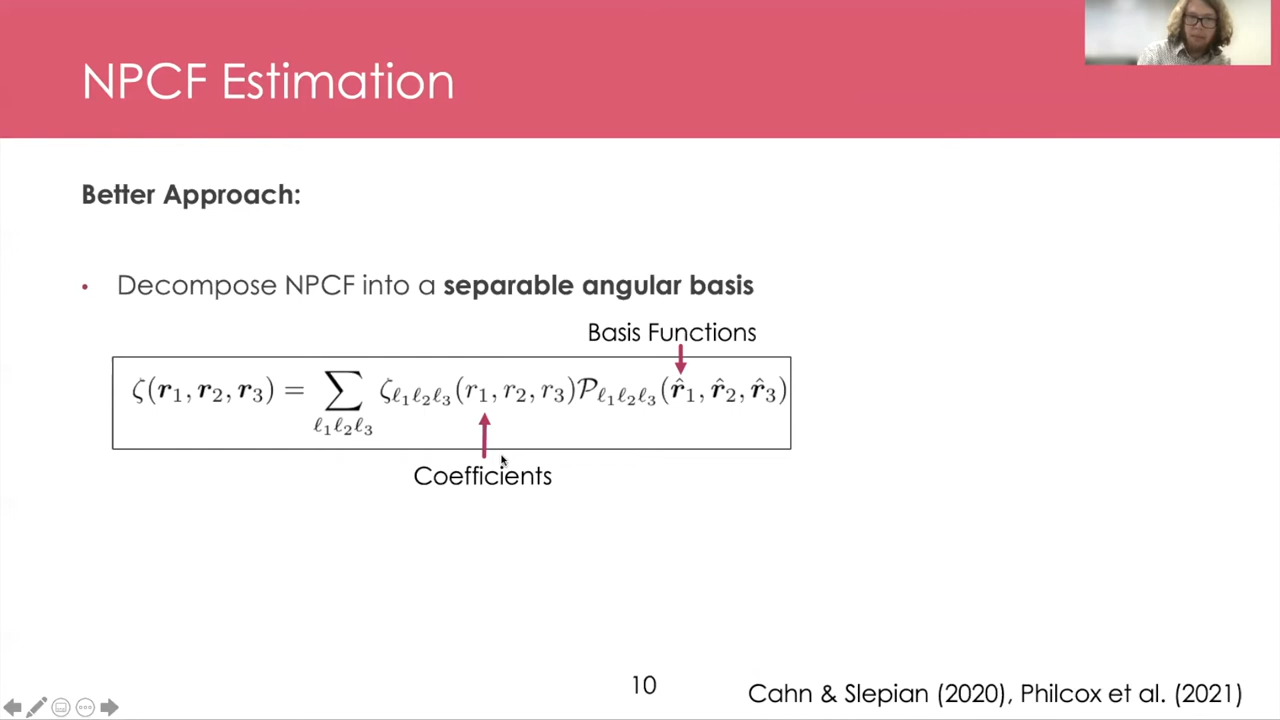 NPCF Estimation
Better Approach:
• Decompose NPCF into a separable angular basis
Basis Functions
ζ(r₁, r₂, r₃) = ∑ ζ_{ℓ₁ℓ₂ℓ₃}(r₁, r₂, r₃)𝒫_{ℓ₁ℓ₂ℓ₃}(r̂₁, r̂₂, r̂₃)
ℓ₁ℓ₂ℓ₃
Coefficients
10
Cahn & Slepian (2020), Philcox et al. (2021)